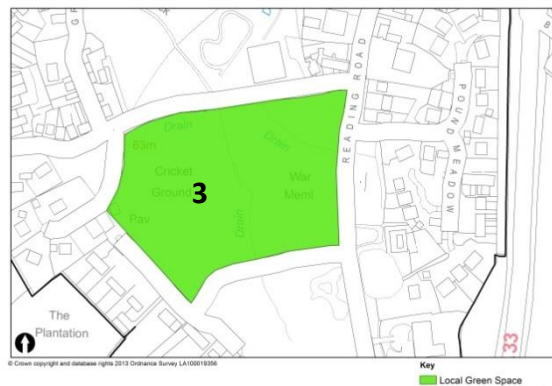 Drain
63m
Drain
READING ROAD
POUND MEADOW
Cricket
Ground
3
War
Meml
Pav
Drain
The
Plantation
33
© Crown copyright and database rights 2013 Ordnance Survey LA100019356
Key
Local Green Space